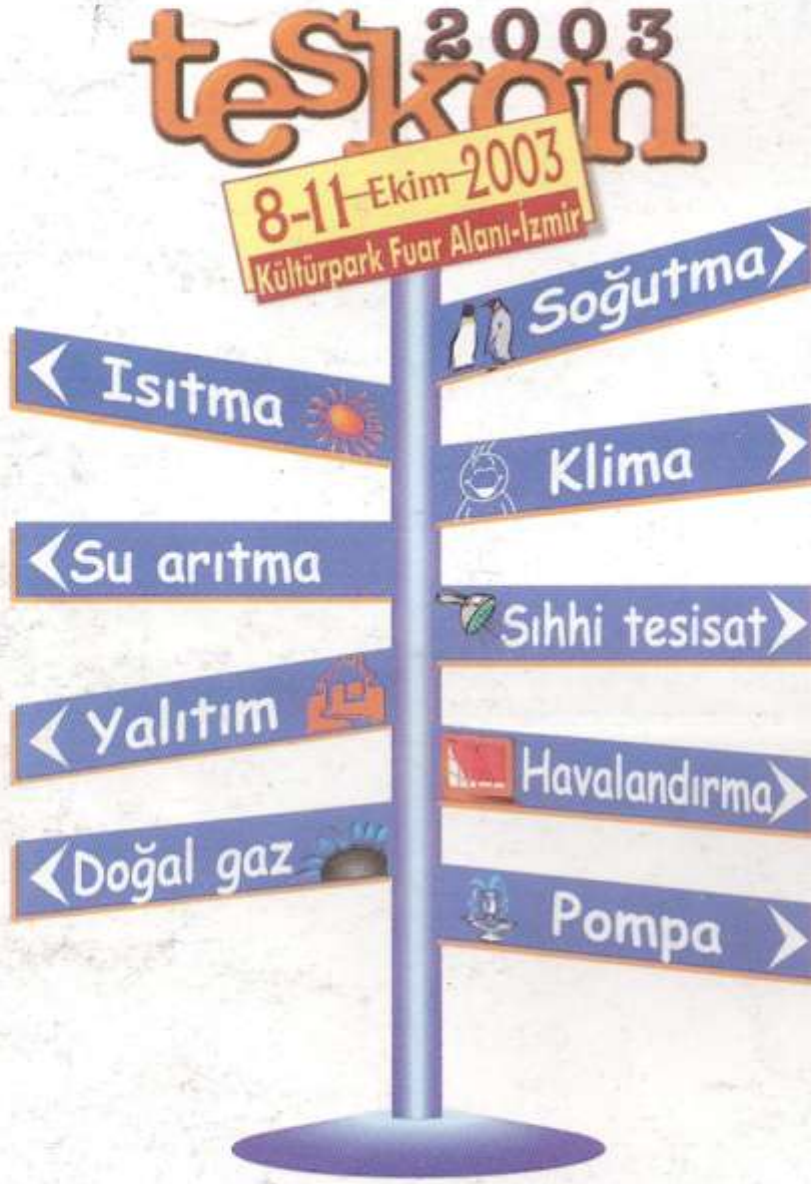 teskon 2003
8-11 Ekim 2003
Kültürpark Fuar Alanı-İzmir
Soğutma
Isıtma
Klima
Su arıtma
Sıhhi tesisat
Yalıtım
Havalandırma
Doğal gaz
Pompa